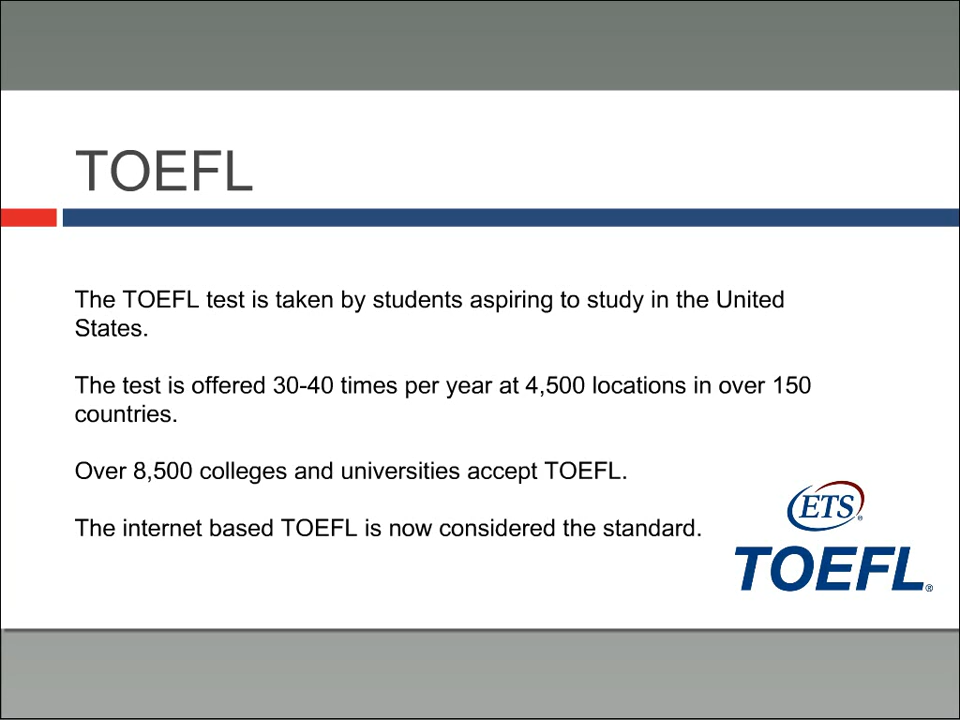 TOEFL
The TOEFL test is taken by students aspiring to study in the United
States.
The test is offered 30-40 times per year at 4,500 locations in over 150
countries.
Over 8,500 colleges and universities accept TOEFL.
The internet based TOEFL is now considered the standard.
ETS®
TOEFL®